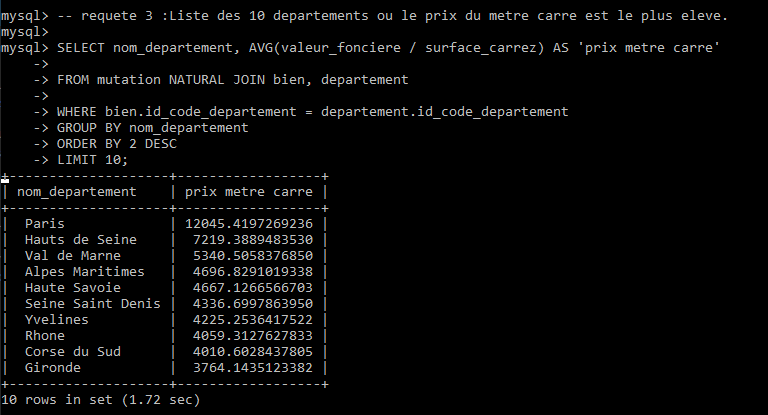 mysql> -- requete 3 :Liste des 10 departements ou le prix du metre carre est le plus eleve.
mysql>
mysql> SELECT nom_departement, AVG(valeur_fonciere / surface_carrez) AS 'prix metre carre'
    ->
    -> FROM mutation NATURAL JOIN bien, departement
    ->
    -> WHERE bien.id_code_departement = departement.id_code_departement
    -> GROUP BY nom_departement
    -> ORDER BY 2 DESC
    -> LIMIT 10;
+--------------------+------------------+
| nom_departement    | prix metre carre |
+--------------------+------------------+
|  Paris             | 12045.4197269236 |
|  Hauts de Seine    |  7219.3889483530 |
|  Val de Marne      |  5340.5058376850 |
|  Alpes Maritimes   |  4696.8291019338 |
|  Haute Savoie      |  4667.1266566703 |
|  Seine Saint Denis |  4336.6997863950 |
|  Yvelines          |  4225.2536417522 |
|  Rhone             |  4059.3127627833 |
|  Corse du Sud      |  4010.6028437805 |
|  Gironde           |  3764.1435123382 |
+--------------------+------------------+
10 rows in set (1.72 sec)